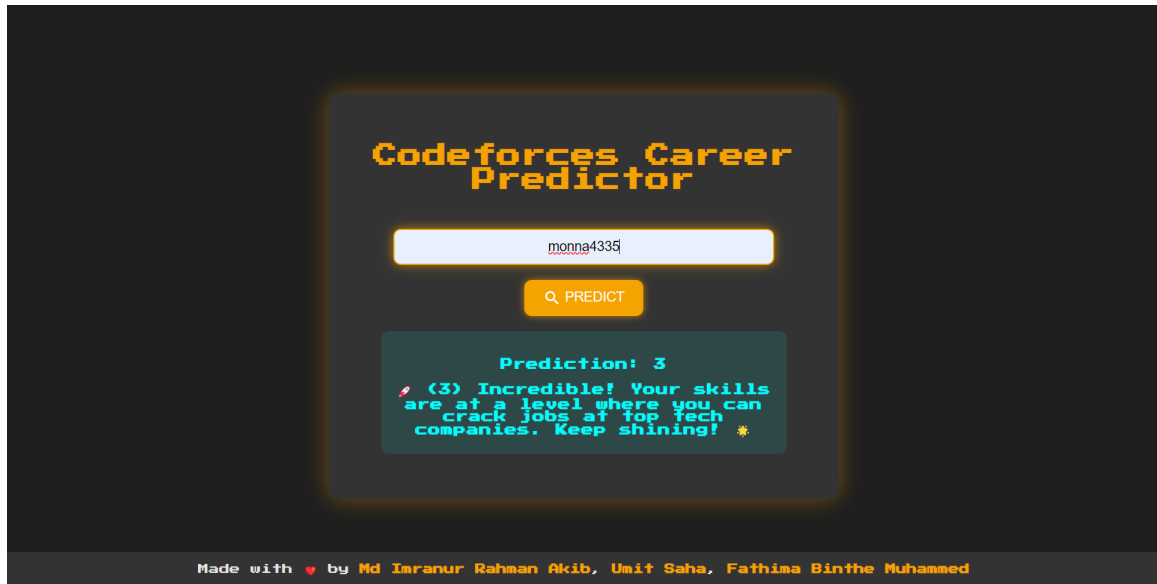 Codeforces Career
Predictor
monna4335
PREDICT
Prediction: 3
🚀 (3) Incredible! Your skills
are at a level where you can
crack jobs at top tech
companies. Keep shining! 🌟
Made with ❤️ by Md Imranur Rahman Akib, Umit Saha, Fathima Binthe Muhammed